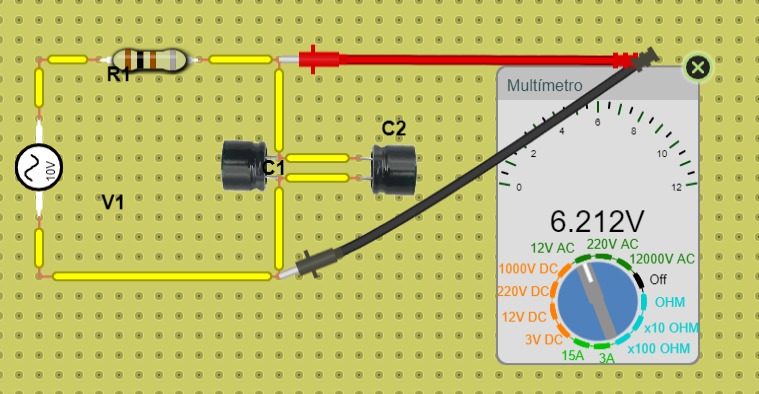 R1
C1
C2
10V
V1
Multímetro
0
2
4
6
8
10
12
6.212V
12V AC
220V AC
12000V AC
1000V DC
Off
220V DC
OHM
12V DC
x10 OHM
3V DC
x100 OHM
15A
3A